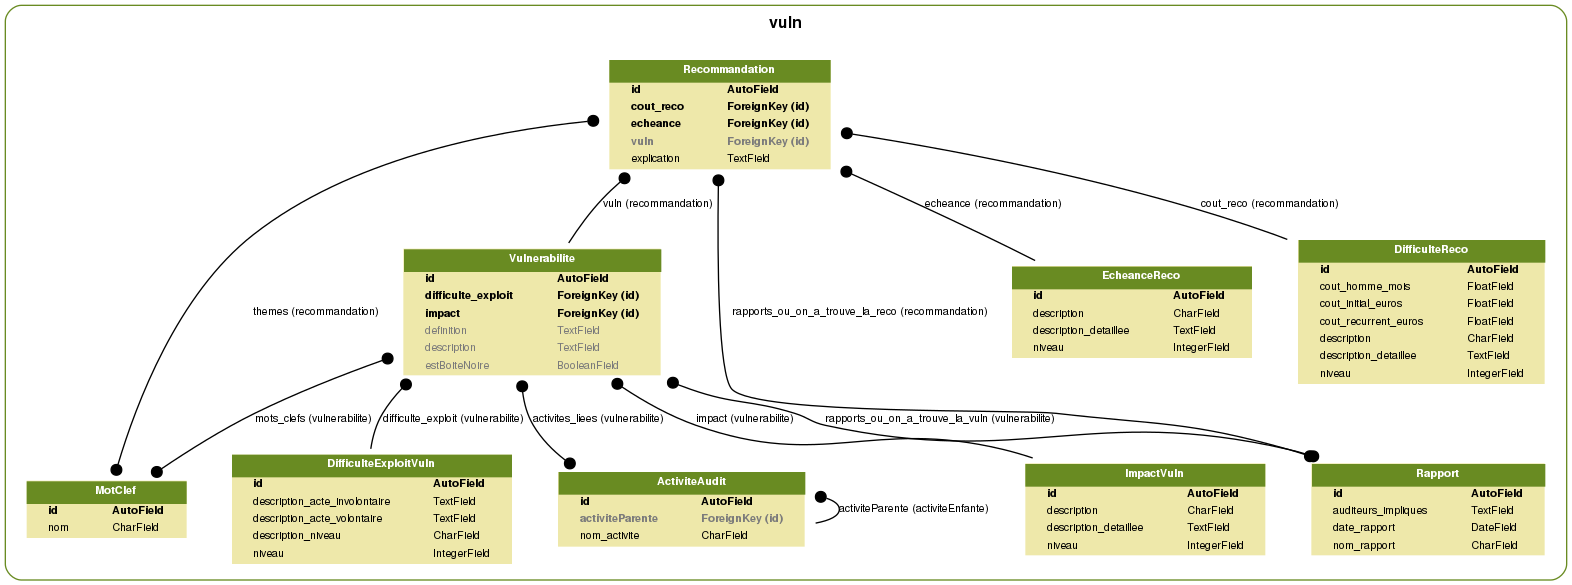 vuln
Recommandation
id AutoField
cout_reco ForeignKey (id)
echeance ForeignKey (id)
vuln ForeignKey (id)
explication TextField
vuln (recommandation)
echeance (recommandation)
cout_reco (recommandation)
Vulnerabilite
id AutoField
difficulte_exploit ForeignKey (id)
impact ForeignKey (id)
definition TextField
description TextField
estBoiteNoire BooleanField
EcheanceReco
id AutoField
description CharField
description_detaillee TextField
niveau IntegerField
DifficulteReco
id AutoField
cout_homme_mois FloatField
cout_initial_euros FloatField
cout_recurrent_euros FloatField
description CharField
description_detaillee TextField
niveau IntegerField
themes (recommandation)
rapports_ou_on_a_trouve_la_reco (recommandation)
mots_clefs (vulnerabilite)
difficulte_exploit (vulnerabilite)
activites_liees (vulnerabilite)
impact (vulnerabilite)
rapports_ou_on_a_trouve_la_vuln (vulnerabilite)
MotClef
id AutoField
nom CharField
DifficulteExploitVuln
id AutoField
description_acte_involontaire TextField
description_acte_volontaire TextField
description_niveau CharField
niveau IntegerField
ActiviteAudit
id AutoField
activiteParente ForeignKey (id)
nom_activite CharField
activiteParente (activiteEnfante)
ImpactVuln
id AutoField
description CharField
description_detaillee TextField
niveau IntegerField
Rapport
id AutoField
auditeurs_impliques TextField
date_rapport DateField
nom_rapport CharField